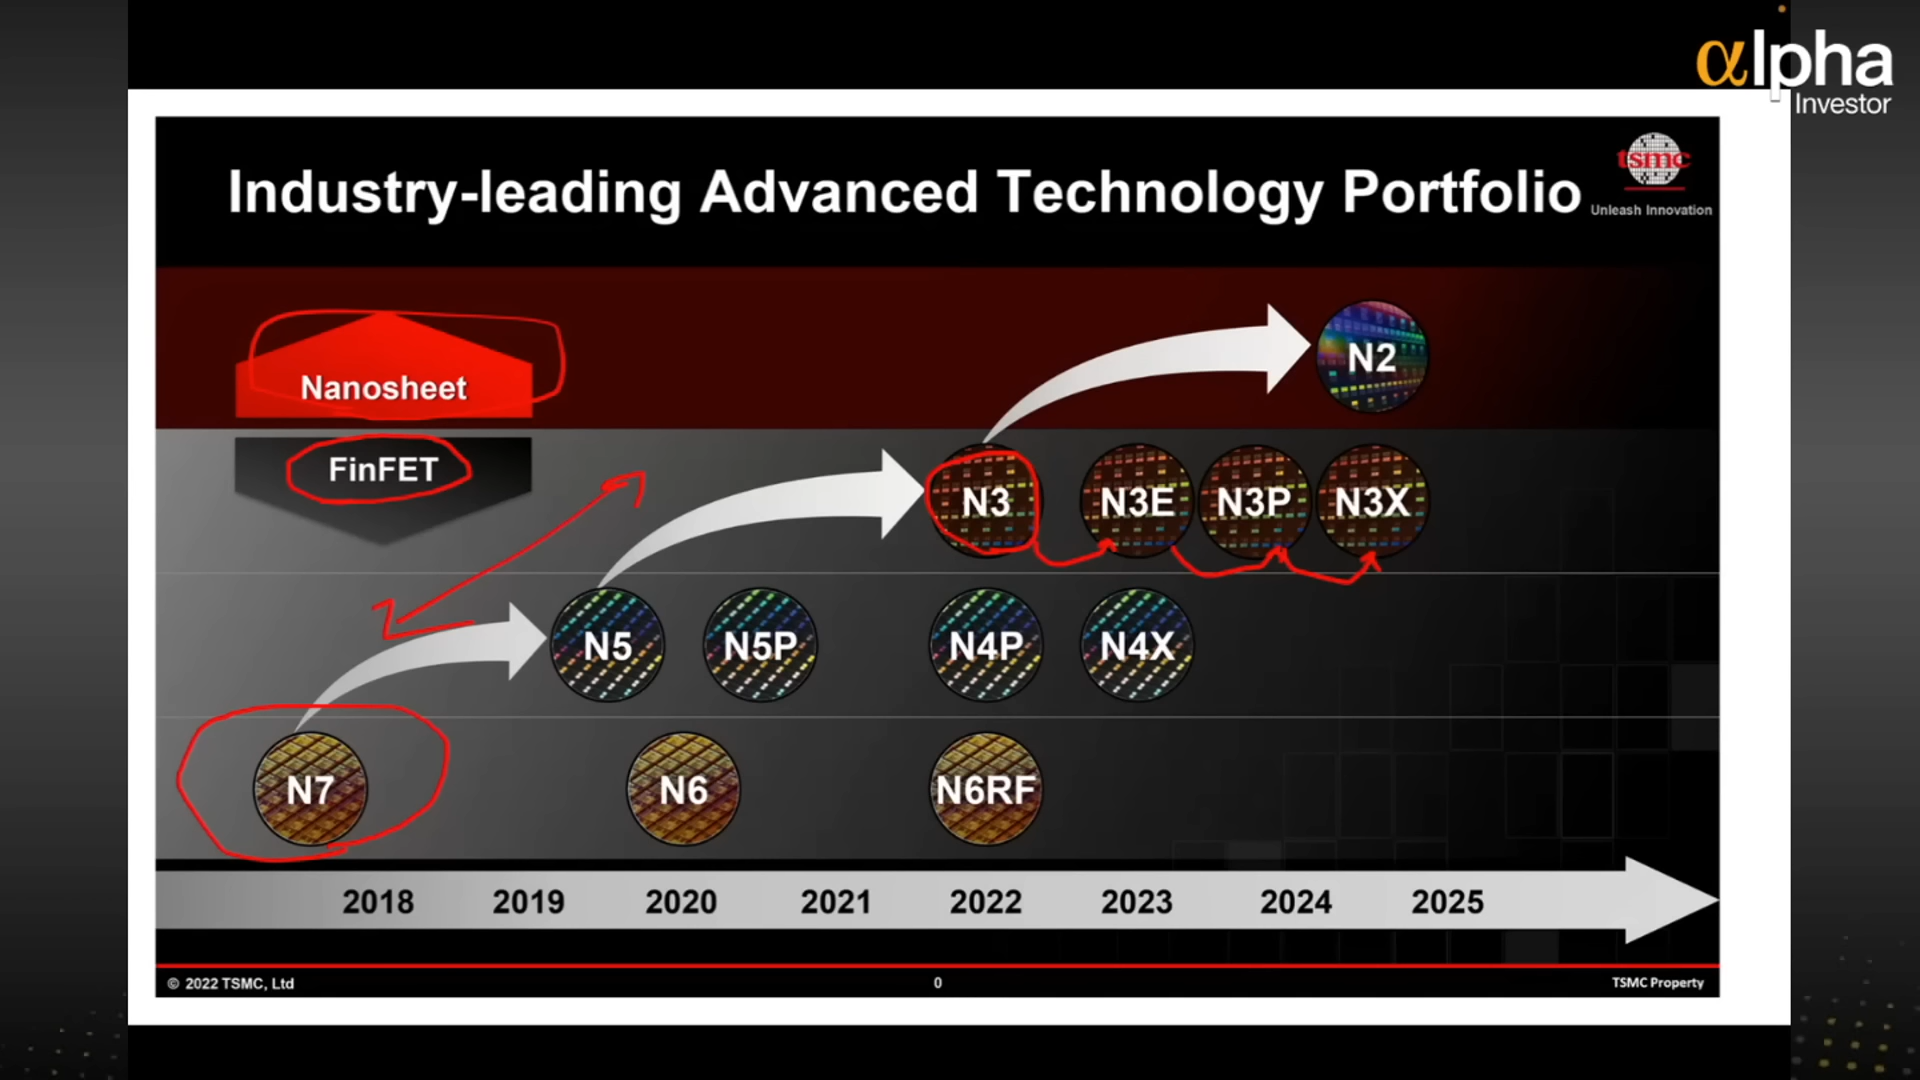 αlpha
Investor
Industry-leading Advanced Technology Portfolio
tsmc
Unleash Innovation
Nanosheet
N2
FinFET
N3
N3E
N3P
N3X
N5
N5P
N4P
N4X
N7
N6
N6RF
2018 2019 2020 2021 2022 2023 2024 2025
© 2022 TSMC, Ltd
0
TSMC Property